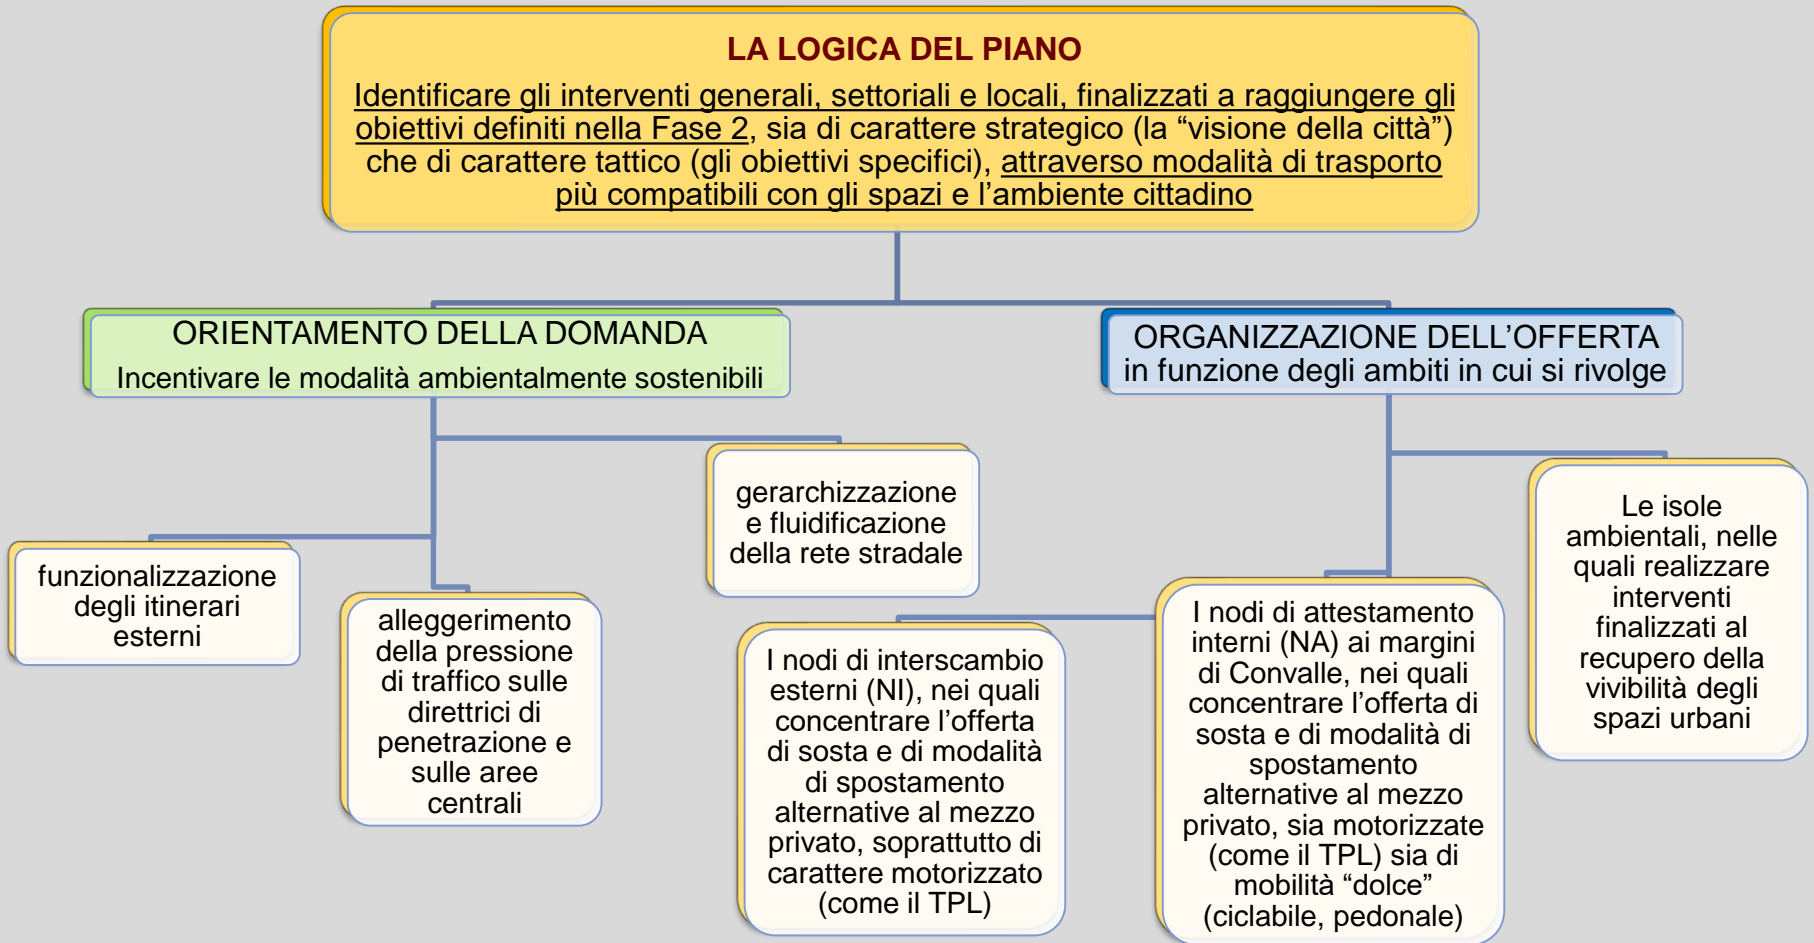 LA LOGICA DEL PIANO
Identificare gli interventi generali, settoriali e locali, finalizzati a raggiungere gli
obiettivi definiti nella Fase 2, sia di carattere strategico (la “visione della città”)
che di carattere tattico (gli obiettivi specifici), attraverso modalità di trasporto
più compatibili con gli spazi e l’ambiente cittadino
ORIENTAMENTO DELLA DOMANDA
Incentivare le modalità ambientalmente sostenibili
ORGANIZZAZIONE DELL’OFFERTA
in funzione degli ambiti in cui si rivolge
funzionalizzazione
degli itinerari
esterni
alleggerimento
della pressione
di traffico sulle
direttrici di
penetrazione e
sulle aree
centrali
gerarchizzazione
e fluidificazione
della rete stradale
I nodi di interscambio
esterni (NI), nei quali
concentrare l’offerta
di sosta e di modalità
di spostamento
alternative al mezzo
privato, soprattutto di
carattere motorizzato
(come il TPL)
I nodi di attestamento
interni (NA) ai margini
di Convalle, nei quali
concentrare l’offerta di
sosta e di modalità di
spostamento
alternative al mezzo
privato, sia motorizzate
(come il TPL) sia di
mobilità “dolce”
(ciclabile, pedonale)
Le isole
ambientali, nelle
quali realizzare
interventi
finalizzati al
recupero della
vivibilità degli
spazi urbani